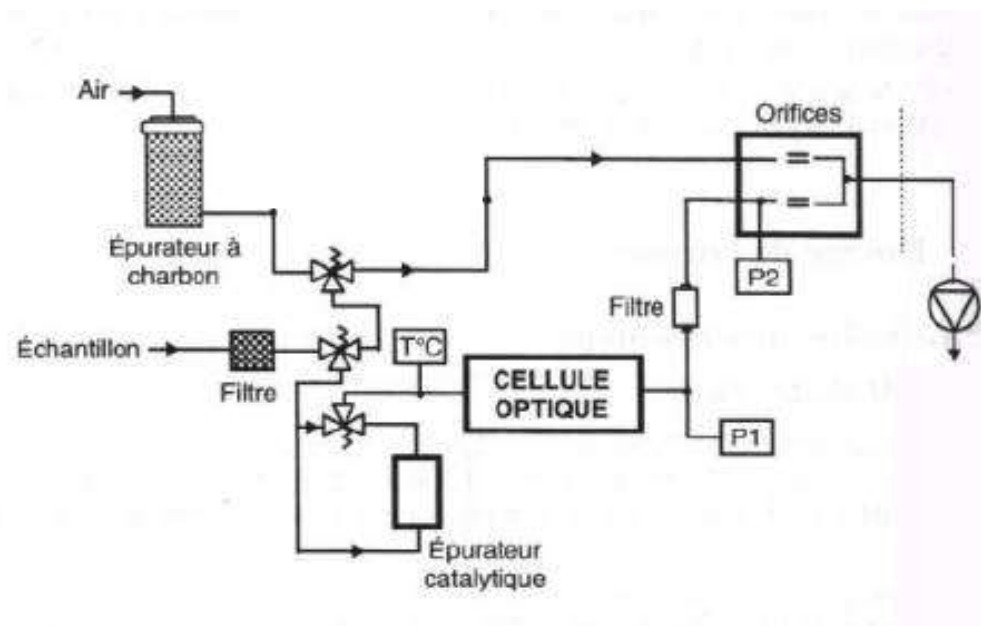 Air
Orifices
Épurateur à
charbon
P2
Filtre
Échantillon
T°C
Filtre
CELLULE
OPTIQUE
P1
Épurateur
catalytique